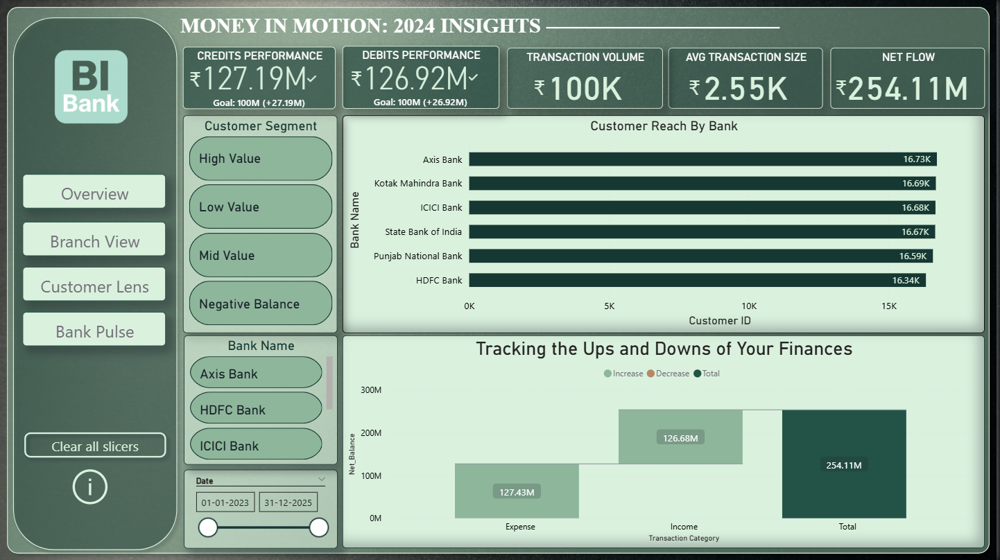 MONEY IN MOTION: 2024 INSIGHTS
BI
Bank
Overview
Branch View
Customer Lens
Bank Pulse
Clear all slicers
i
CREDITS PERFORMANCE
₹127.19M✓
Goal: 100M (+27.19M)
DEBITS PERFORMANCE
₹126.92M✓
Goal: 100M (+26.92M)
TRANSACTION VOLUME
₹ 100K
AVG TRANSACTION SIZE
₹ 2.55K
NET FLOW
₹254.11M
Customer Segment
High Value
Low Value
Mid Value
Negative Balance
Bank Name
Axis Bank
HDFC Bank
ICICI Bank
Date
01-01-2023 31-12-2025
Customer Reach By Bank
Bank Name
Axis Bank 16.73K
Kotak Mahindra Bank 16.69K
ICICI Bank 16.68K
State Bank of India 16.67K
Punjab National Bank 16.59K
HDFC Bank 16.34K
0K 5K 10K 15K
Customer ID
Tracking the Ups and Downs of Your Finances
Increase Decrease Total
Net_Balance
300M
200M
100M
0M
127.43M
126.68M
254.11M
Expense Income Total
Transaction Category